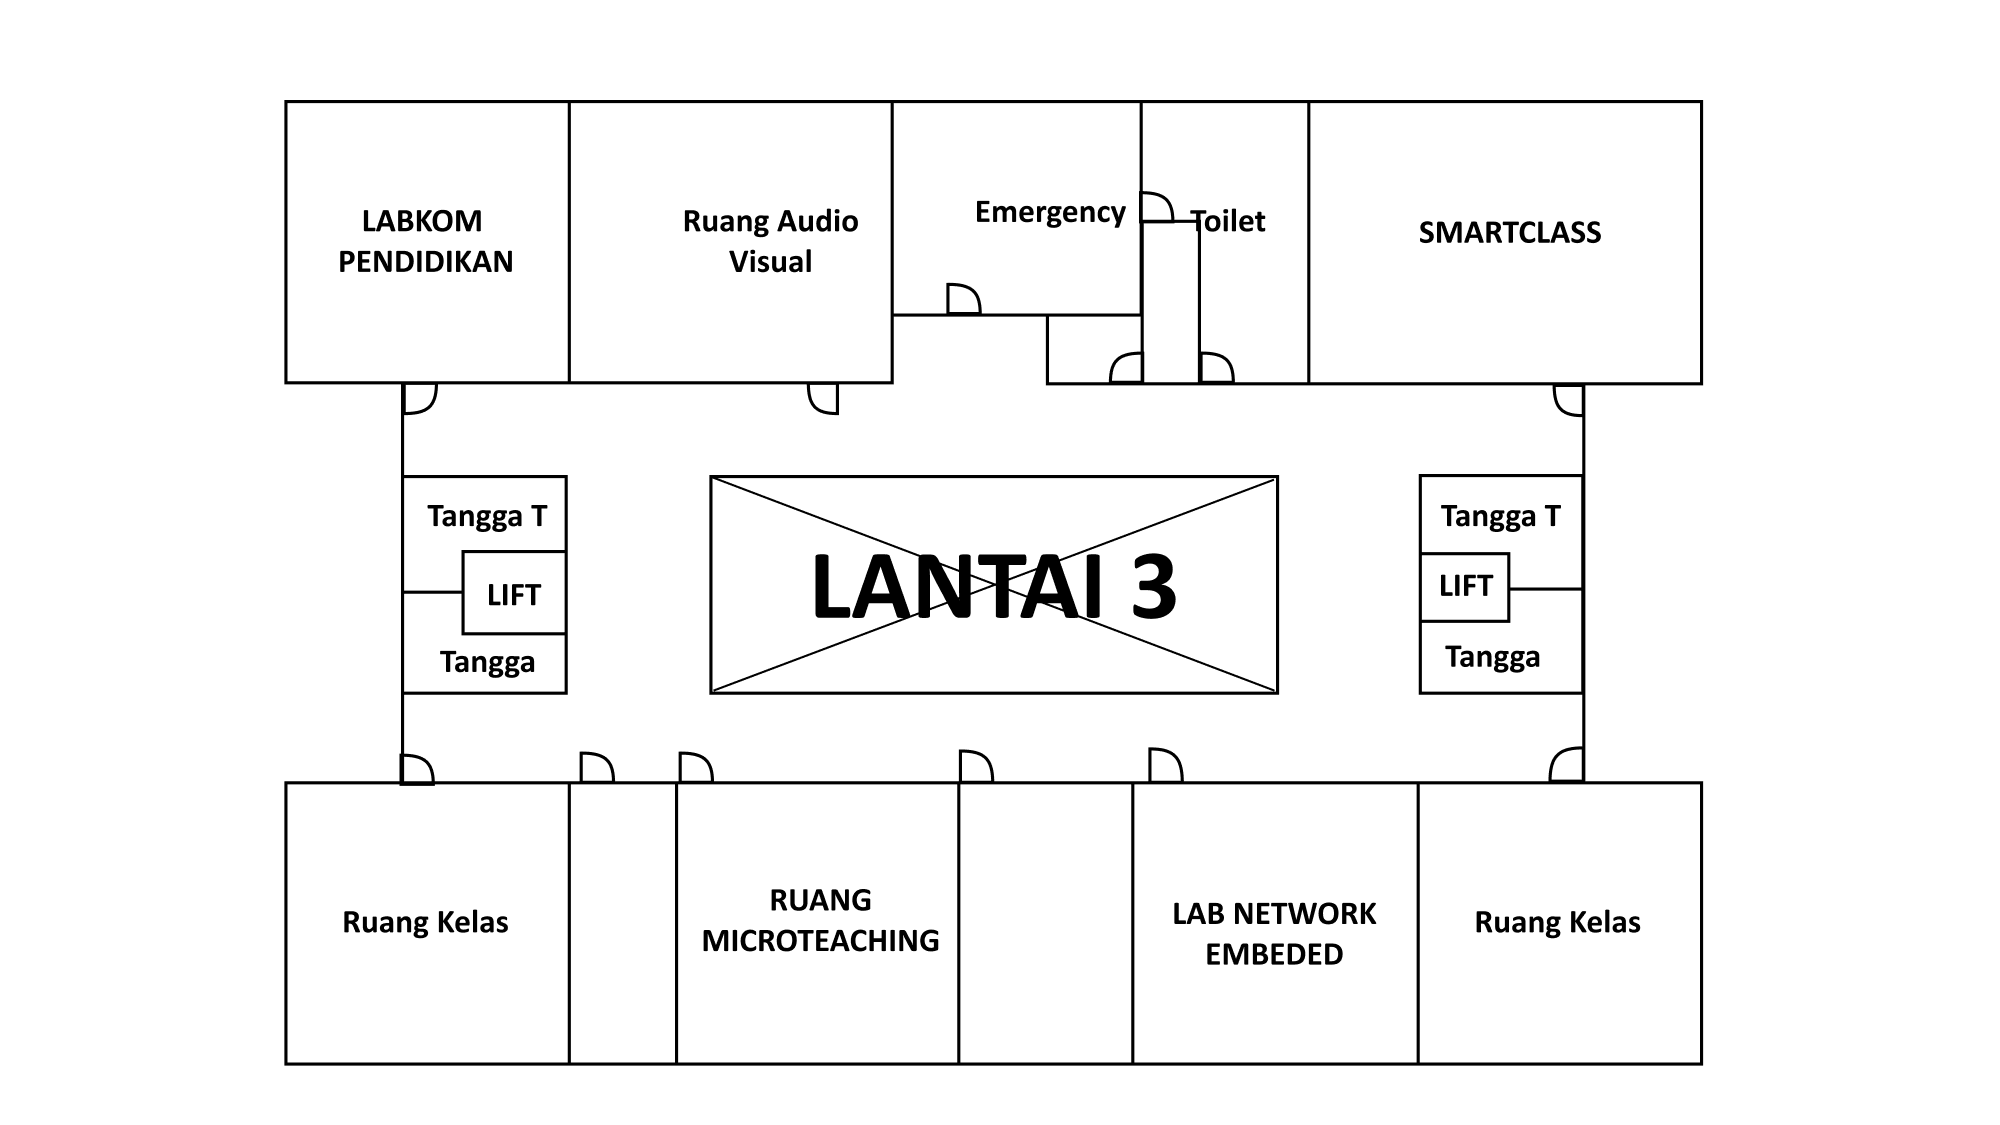 LABKOM
PENDIDIKAN
Ruang Audio
Visual
Emergency
Toilet
SMARTCLASS
Tangga T
LIFT
Tangga
LANTAI 3
Tangga T
LIFT
Tangga
Ruang Kelas
RUANG
MICROTEACHING
LAB NETWORK
EMBEDED
Ruang Kelas